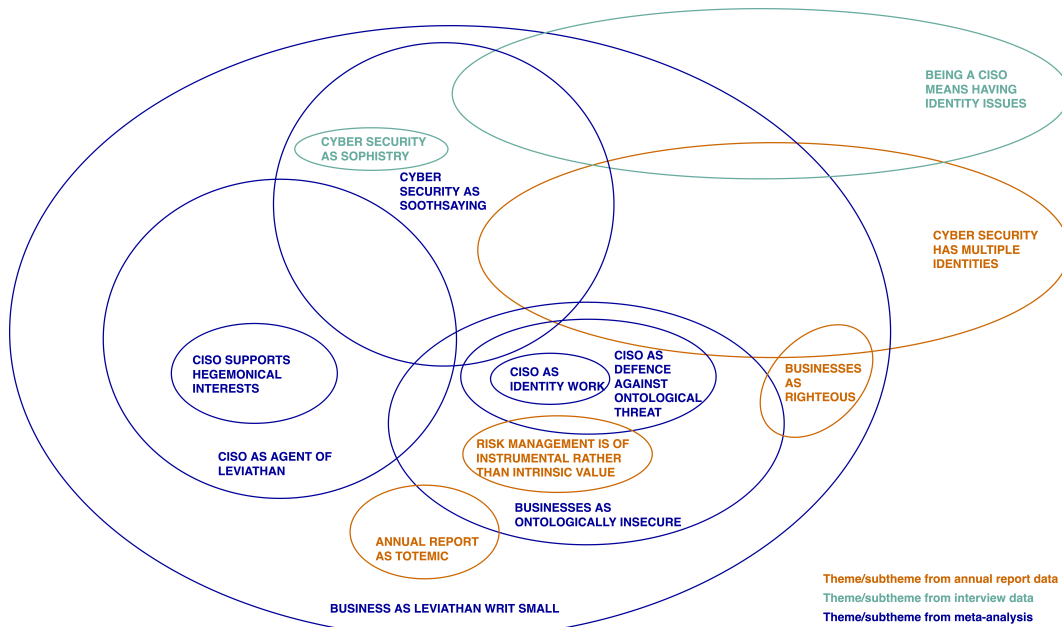 BEING A CISO
MEANS HAVING
IDENTITY ISSUES
CYBER SECURITY
AS SOPHISTRY
CYBER
SECURITY AS
SOOTHSAYING
CYBER SECURITY
HAS MULTIPLE
IDENTITIES
CISO SUPPORTS
HEGEMONICAL
INTERESTS
CISO AS
IDENTITY WORK
CISO AS
DEFENCE
AGAINST
ONTOLOGICAL
THREAT
BUSINESSES
AS
RIGHTEOUS
RISK MANAGEMENT IS OF
INSTRUMENTAL RATHER
THAN INTRINSIC VALUE
CISO AS AGENT OF
LEVIATHAN
BUSINESSES AS
ONTOLOGICALLY INSECURE
ANNUAL REPORT
AS TOTEMIC
BUSINESS AS LEVIATHAN WRIT SMALL
Theme/subtheme from annual report data
Theme/subtheme from interview data
Theme/subtheme from meta-analysis